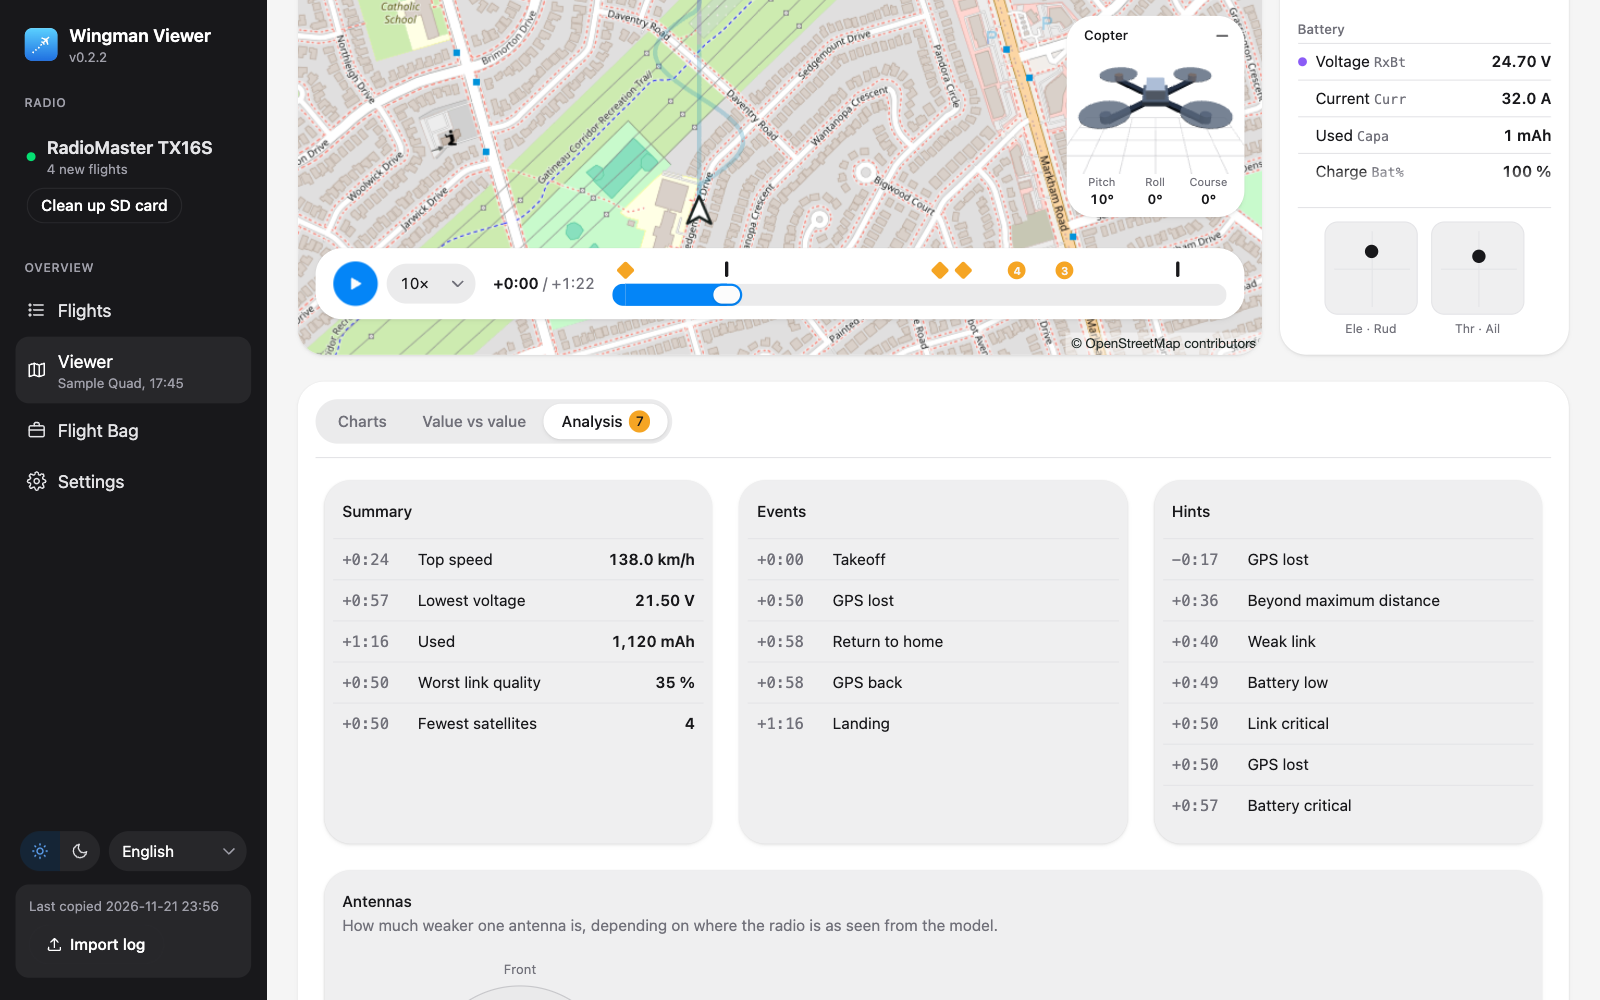 Wingman Viewer
v0.2.2
RADIO
RadioMaster TX16S
4 new flights
Clean up SD card
OVERVIEW
Flights
Viewer
Sample Quad, 17:45
Flight Bag
Settings
English
Last copied 2026-11-21 23:56
Import log
Catholic
School
Northleigh Drive
Brimorton Drive
Daventry Road
Sedgemount Drive
Pandora Circle
Gatineau Corridor Recreational Trail
Daventry Road
Wantanopa Crescent
Woolwick Drive
Jarwick Drive
Bigwood Court
Markham Road
Painted
Drive
© OpenStreetMap contributors
Copter
Pitch Roll Course
10° 0° 0°
10× +0:00 / +1:22
4
3
Battery
Voltage RxBt 24.70 V
Current Curr 32.0 A
Used Capa 1 mAh
Charge Bat% 100 %
Ele · Rud Thr · Ail
Charts Value vs value Analysis 7
Summary
+0:24 Top speed 138.0 km/h
+0:57 Lowest voltage 21.50 V
+1:16 Used 1,120 mAh
+0:50 Worst link quality 35 %
+0:50 Fewest satellites 4
Events
+0:00 Takeoff
+0:50 GPS lost
+0:58 Return to home
+0:58 GPS back
+1:16 Landing
Hints
−0:17 GPS lost
+0:36 Beyond maximum distance
+0:40 Weak link
+0:49 Battery low
+0:50 Link critical
+0:50 GPS lost
+0:57 Battery critical
Antennas
How much weaker one antenna is, depending on where the radio is as seen from the model.
Front